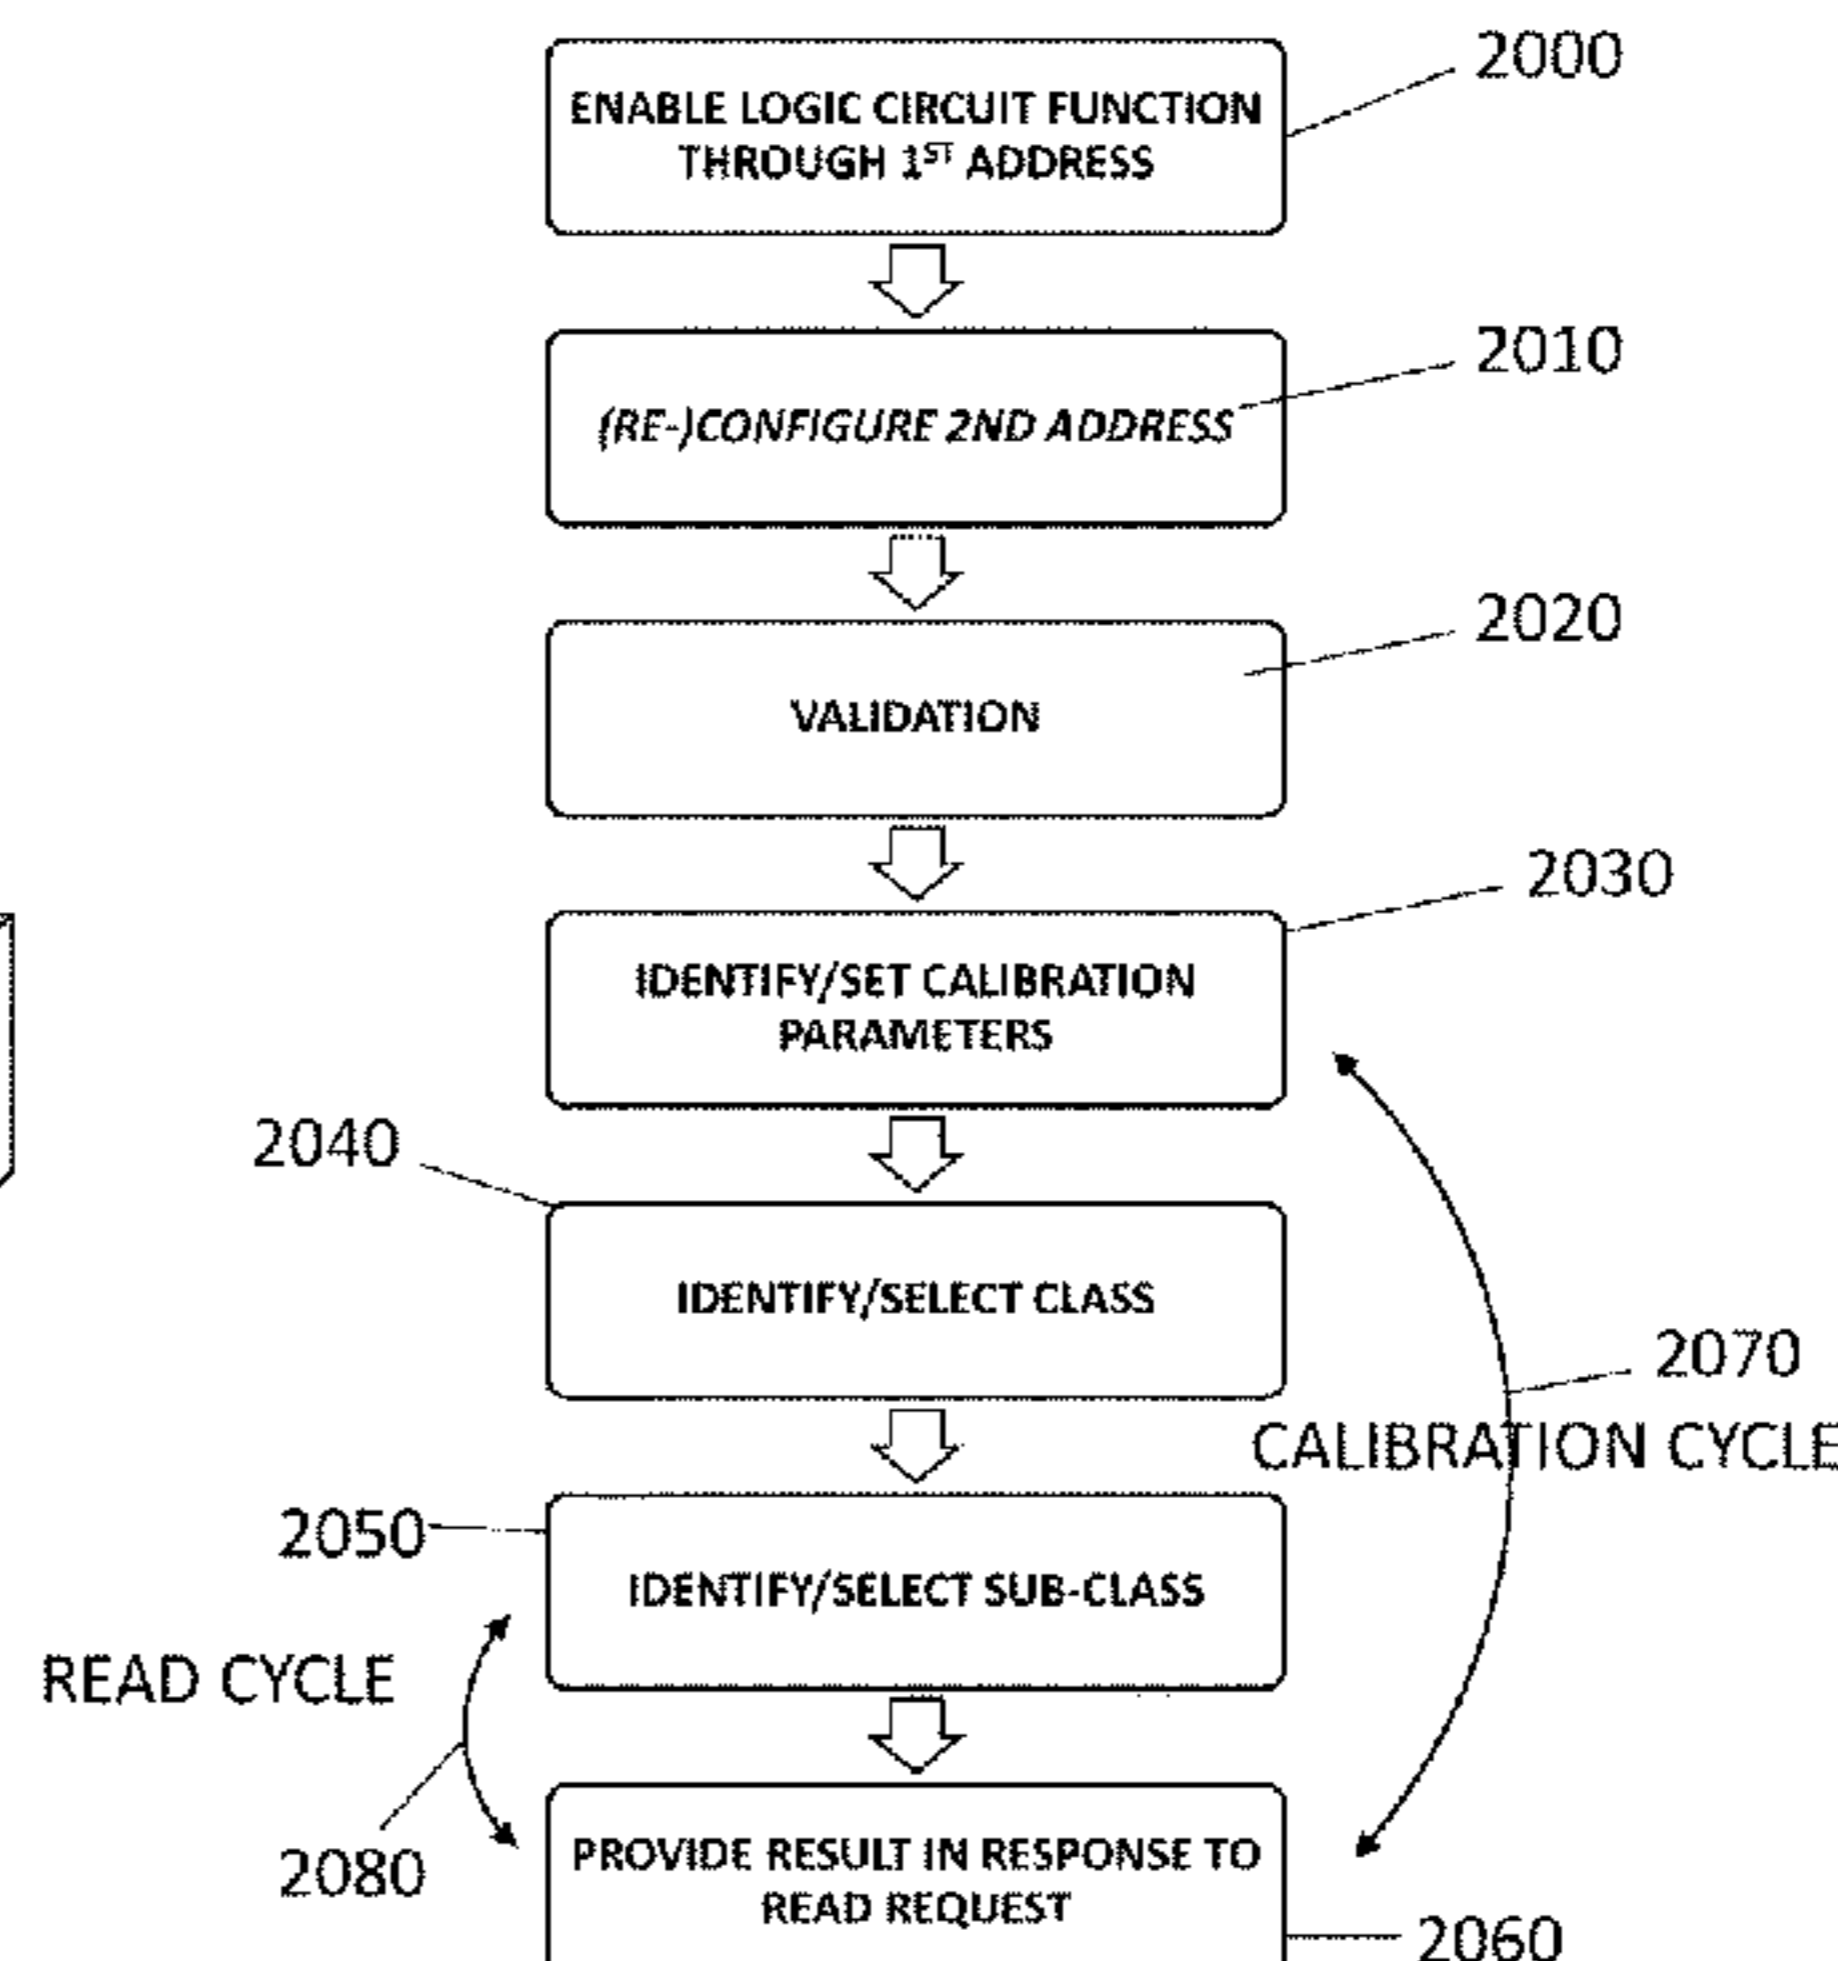 2000
ENABLE LOGIC CIRCUIT FUNCTION
THROUGH 1ST ADDRESS
2010
(RE-)CONFIGURE 2ND ADDRESS
2020
VALIDATION
2030
IDENTIFY/SET CALIBRATION
PARAMETERS
2040
IDENTIFY/SELECT CLASS
2070
CALIBRATION CYCLE
2050
IDENTIFY/SELECT SUB-CLASS
READ CYCLE
2080
PROVIDE RESULT IN RESPONSE TO
READ REQUEST
2060